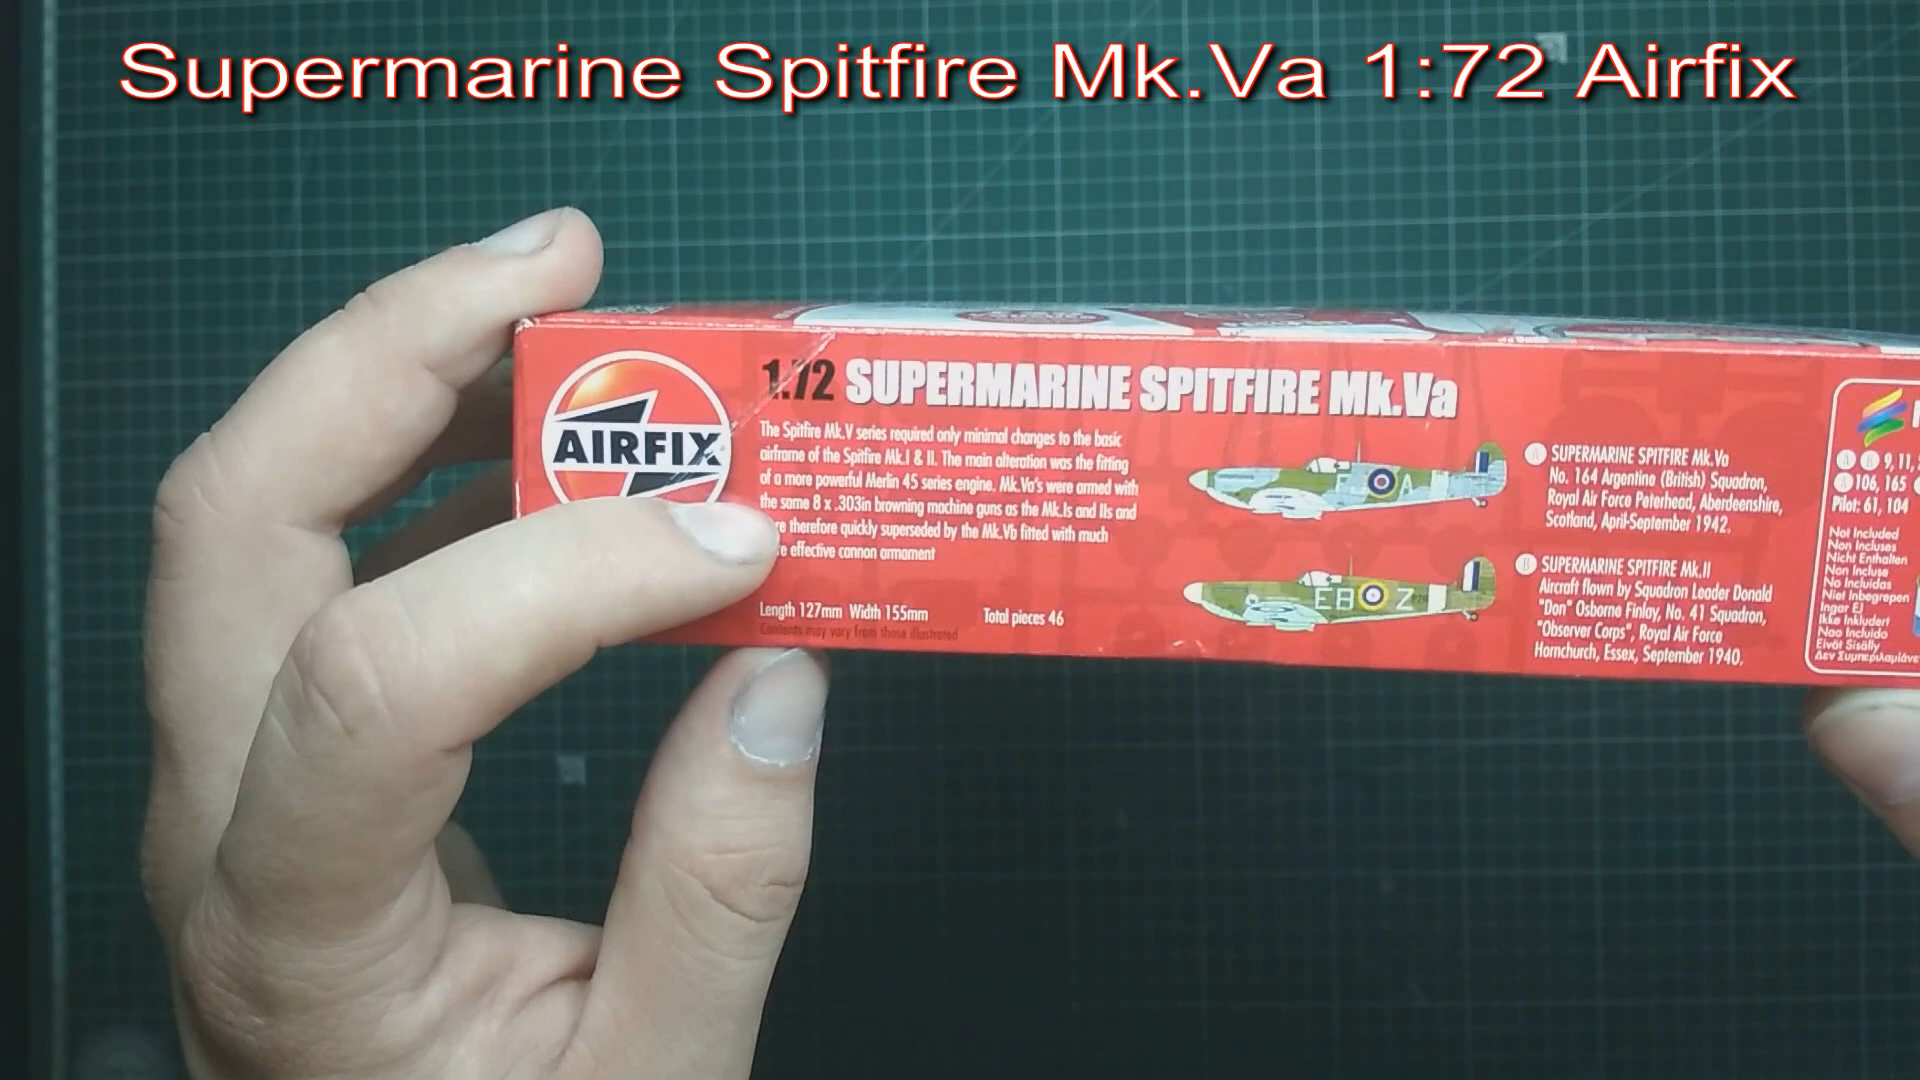 Supermarine Spitfire Mk.Va 1:72 Airfix
AIRFIX
1:72 SUPERMARINE SPITFIRE Mk.Va
The Spitfire Mk.V series required only minimal changes to the basic
airframe of the Spitfire Mk.I & II. The main alteration was the fitting
of a more powerful Merlin 45 series engine. Mk.Va's were armed with
the same 8 x .303in browning machine guns as the Mk.Is and IIs and
re therefore quickly superseded by the Mk.Vb fitted with much
e effective cannon armament
Length 127mm Width 155mm Total pieces 46
Contents may vary from those illustrated
A
EB Z
A SUPERMARINE SPITFIRE Mk.Va
No. 164 Argentine (British) Squadron,
Royal Air Force Peterhead, Aberdeenshire,
Scotland, April-September 1942.
B SUPERMARINE SPITFIRE Mk.II
Aircraft flown by Squadron Leader Donald
"Don" Osborne Finlay, No. 41 Squadron,
"Observer Corps", Royal Air Force
Hornchurch, Essex, September 1940.
A B 9, 11,
A 106, 165
Pilot: 61, 104
Not Included
Non Incluses
Nicht Enthalten
Non Incluse
No Incluidas
Niet Inbegrepen
Ingar Ej
Ikke Inkludert
Nao Incluido
Eivät Sisälly
Δεν Συμπεριλαμβάνε